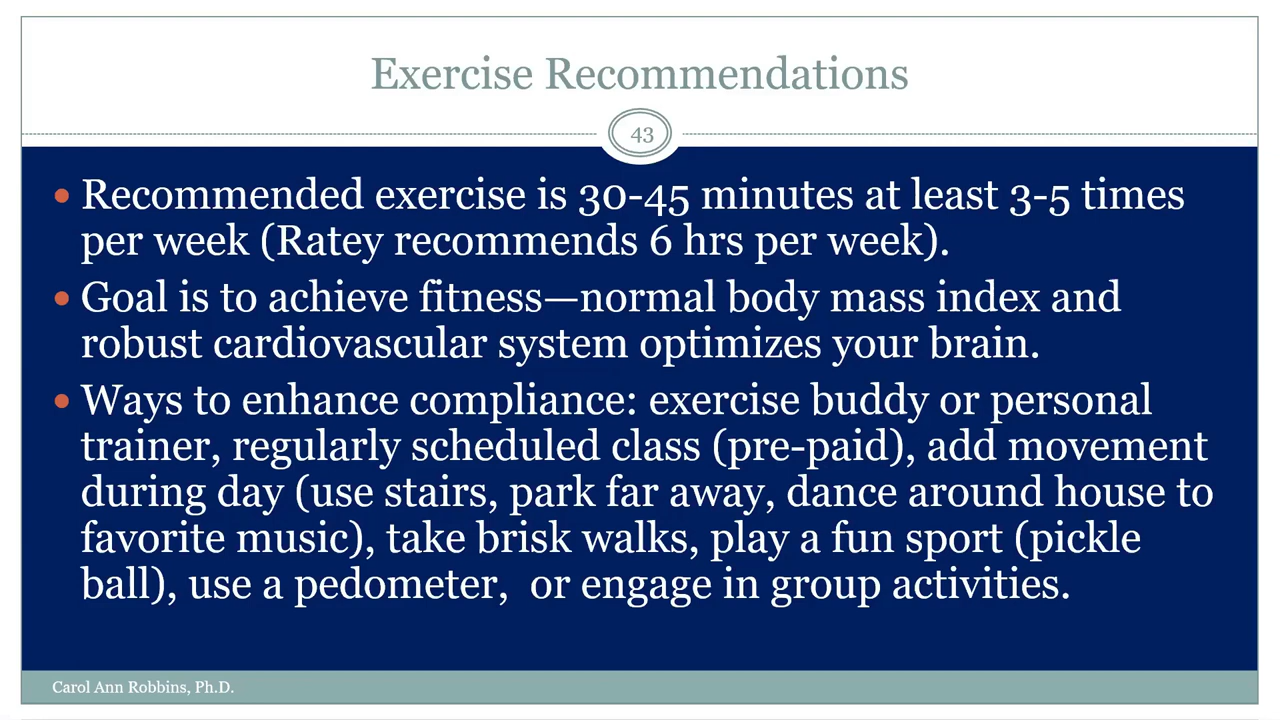 Exercise Recommendations
43
• Recommended exercise is 30-45 minutes at least 3-5 times
per week (Ratey recommends 6 hrs per week).
• Goal is to achieve fitness—normal body mass index and
robust cardiovascular system optimizes your brain.
• Ways to enhance compliance: exercise buddy or personal
trainer, regularly scheduled class (pre-paid), add movement
during day (use stairs, park far away, dance around house to
favorite music), take brisk walks, play a fun sport (pickle
ball), use a pedometer,  or engage in group activities.
Carol Ann Robbins, Ph.D.